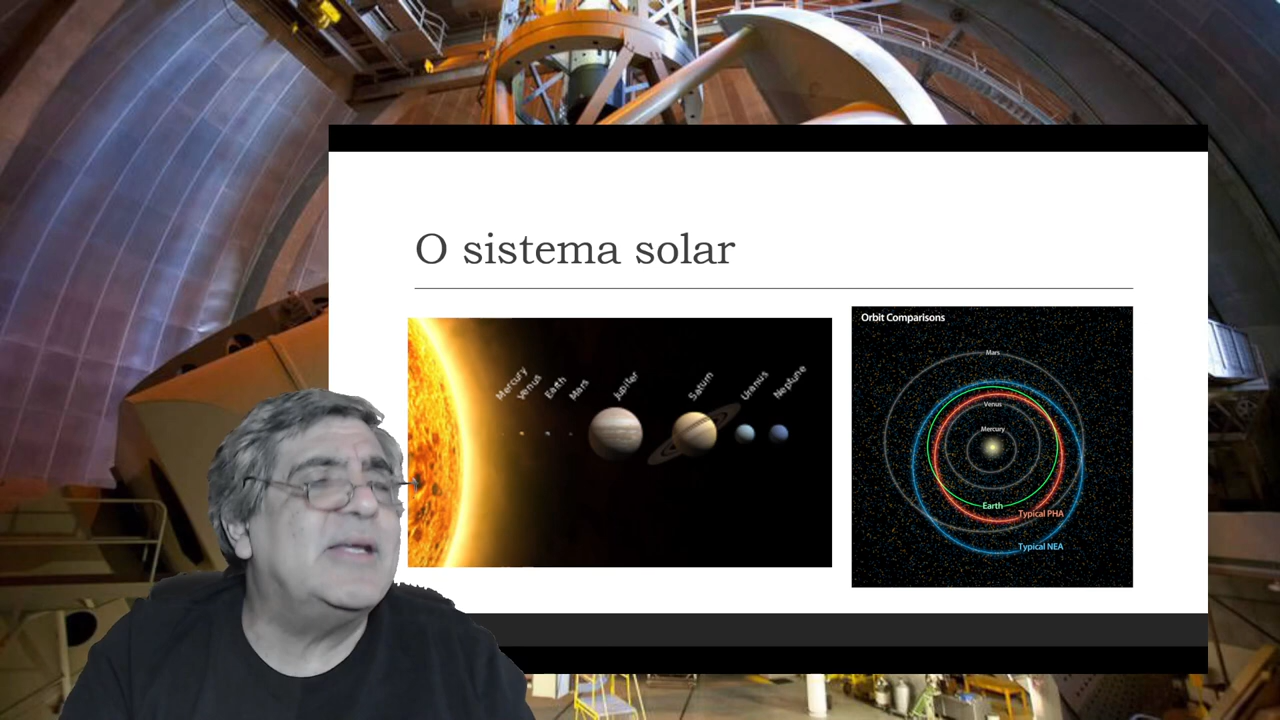 O sistema solar
Mercury
Venus
Earth
Mars
Jupiter
Saturn
Uranus
Neptune
Orbit Comparisons
Mars
Venus
Mercury
Earth
Typical PHA
Typical NEA